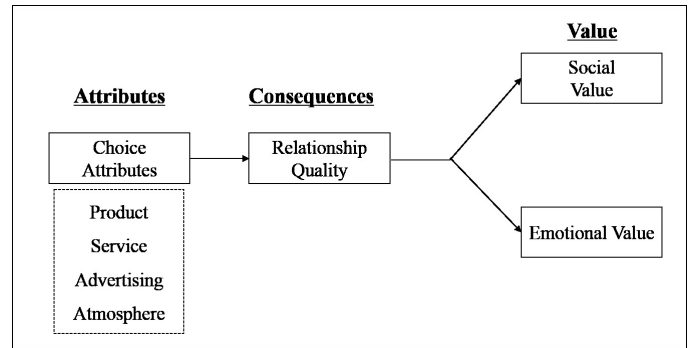 Value
Social
Value
Attributes
Consequences
Choice
Attributes
Relationship
Quality
Product
Service
Advertising
Atmosphere
Emotional Value